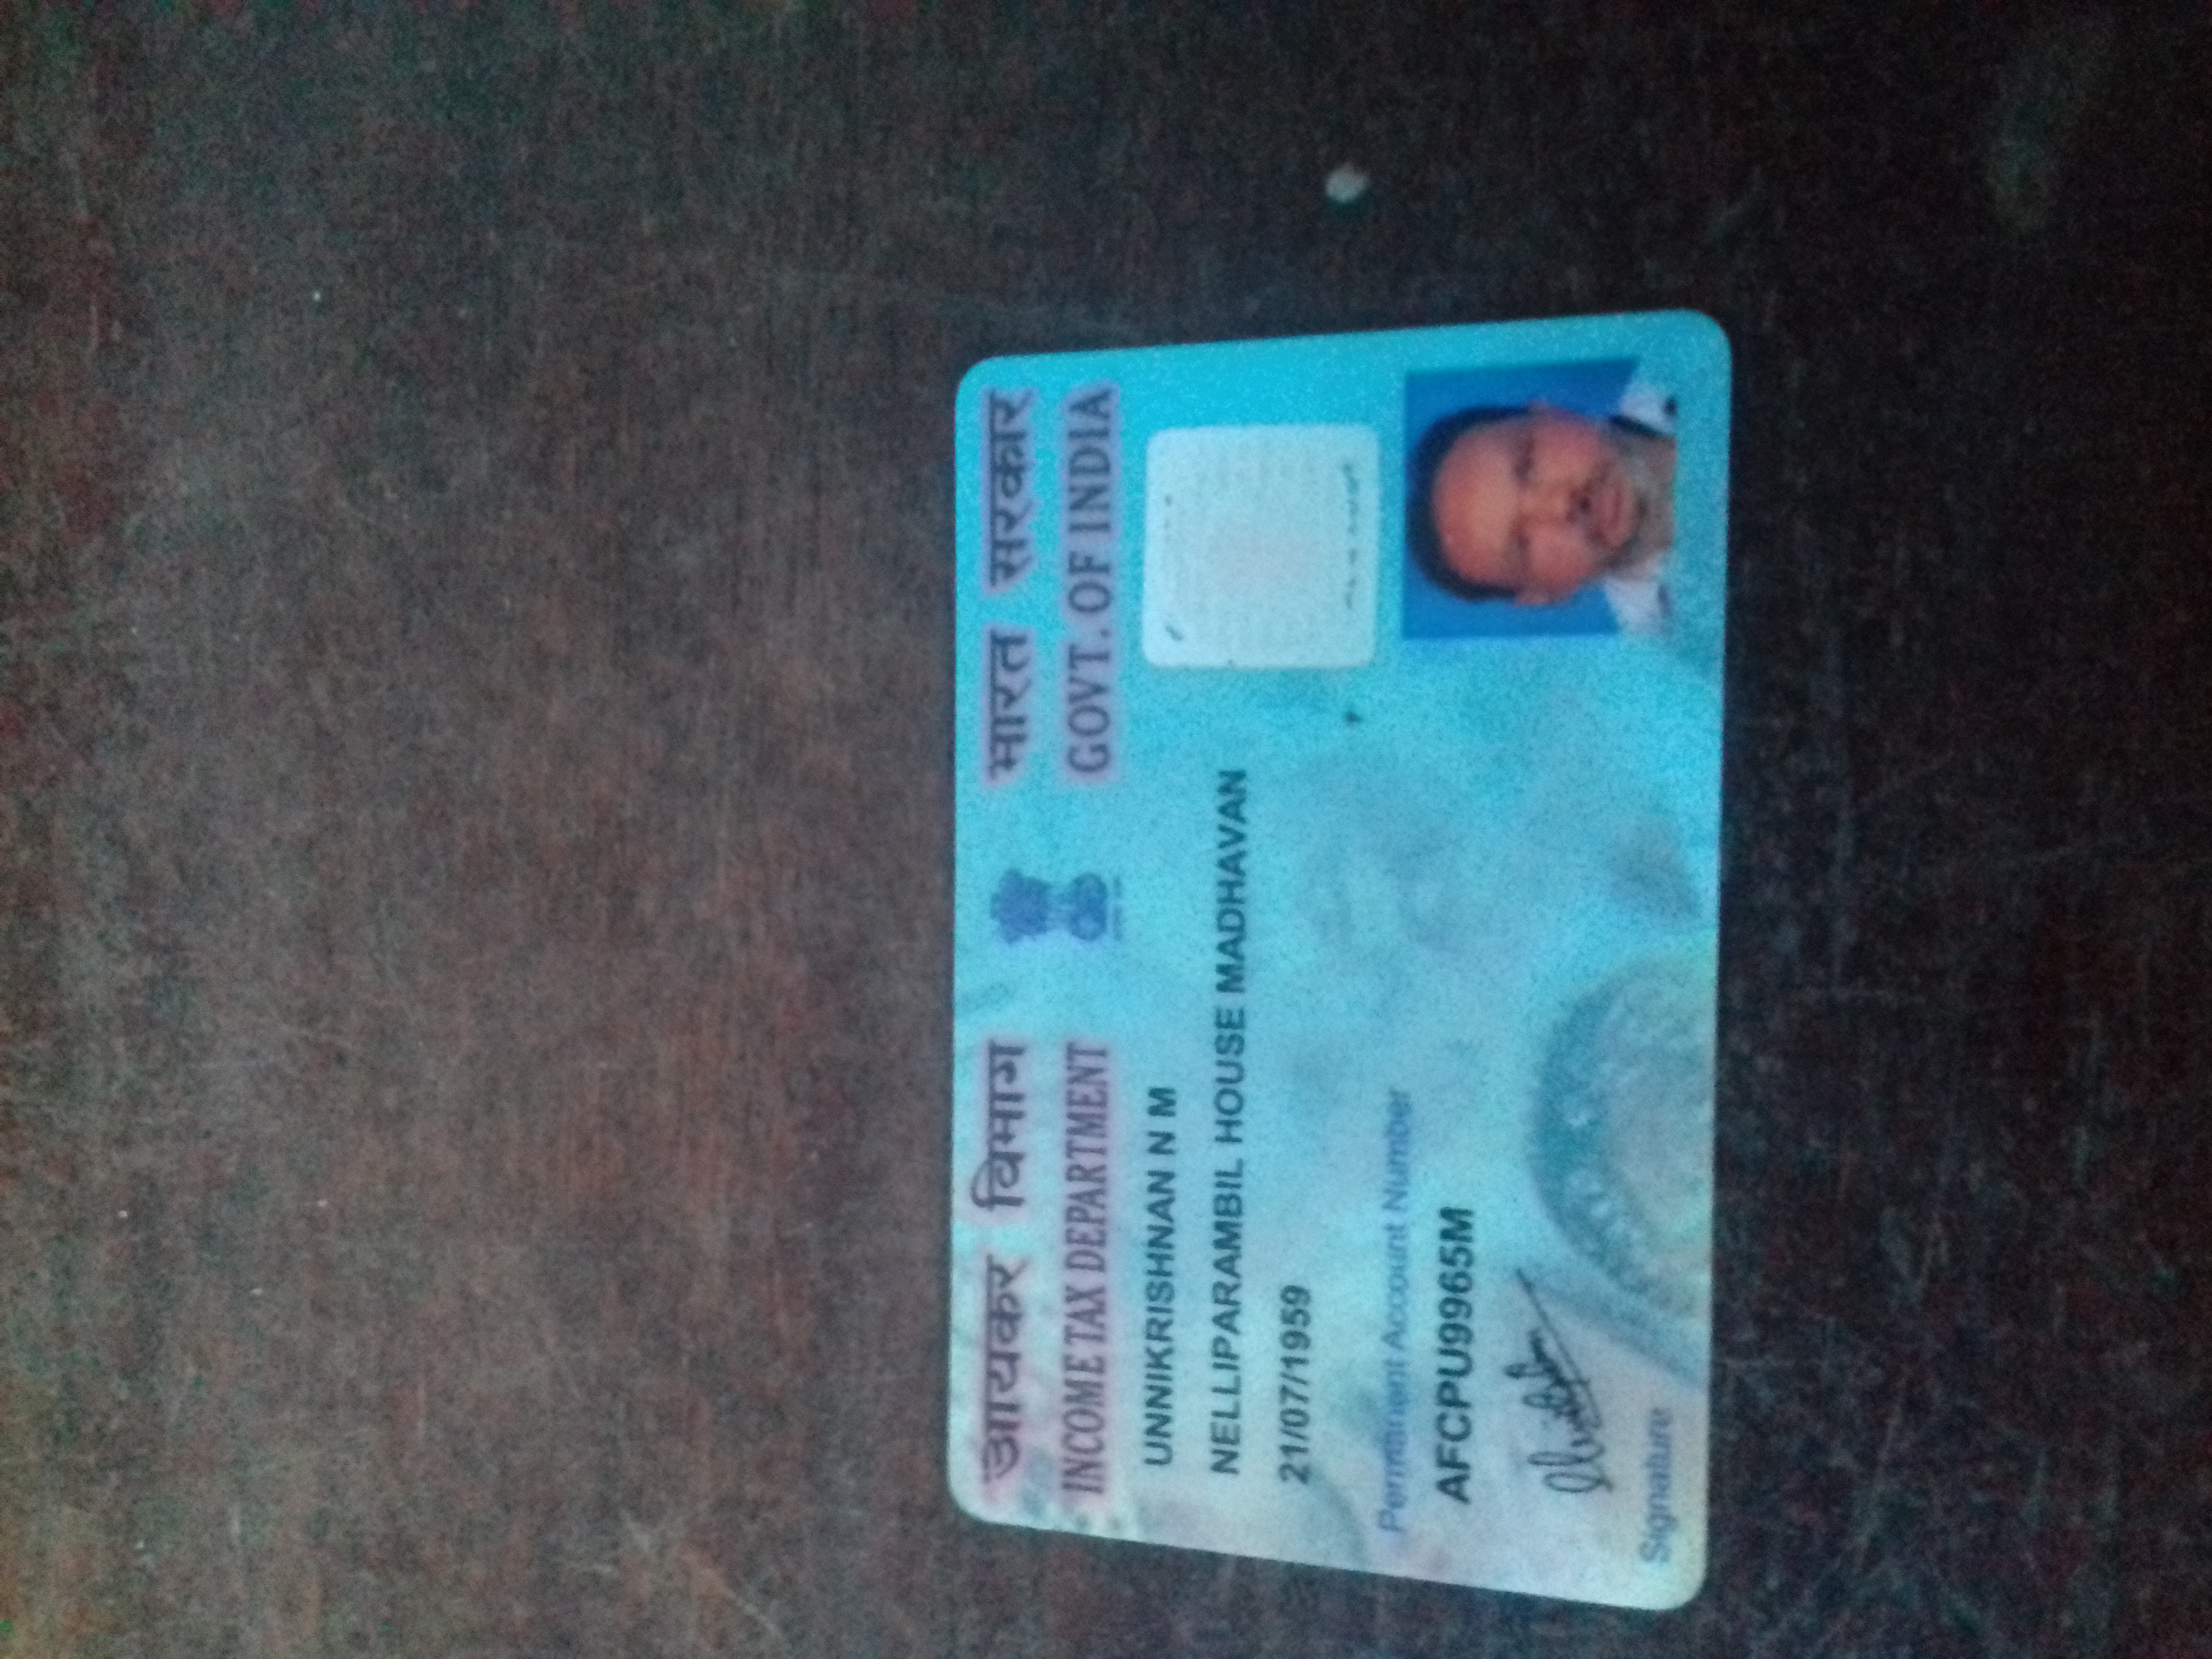 आयकर विभाग भारत सरकार
INCOME TAX DEPARTMENT GOVT. OF INDIA
UNNIKRISHNAN N M
NELLIPARAMBIL HOUSE MADHAVAN
21/07/1959
Permanent Account Number
AFCPU9965M
Signature